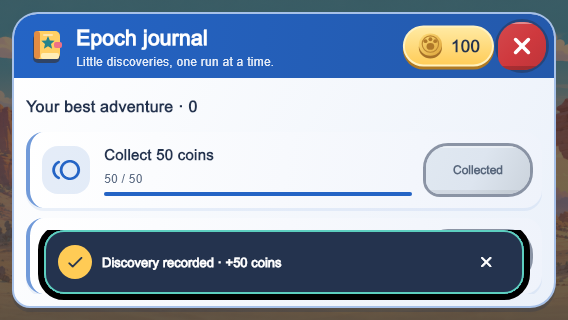 Epoch journal
Little discoveries, one run at a time.
100
Your best adventure · 0
Collect 50 coins
50 / 50
Collected
Discovery recorded · +50 coins